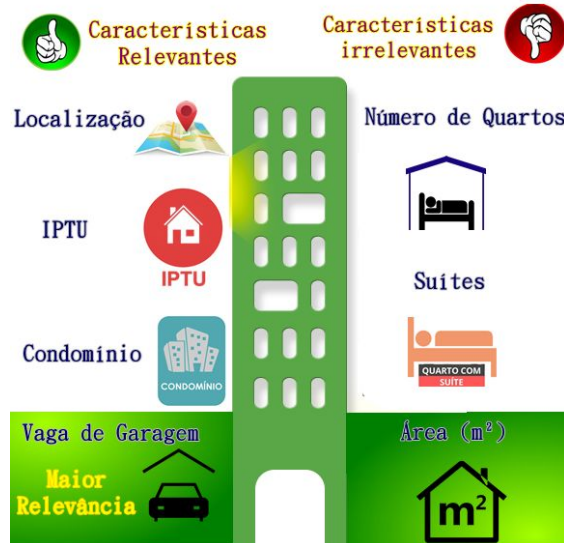 Características
Relevantes
Características
irrelevantes
Localização
Número de Quartos
IPTU
IPTU
Suítes
Condomínio
CONDOMÍNIO
QUARTO COM
SUÍTE
Vaga de Garagem
Maior
Relevância
Área (m²)
m²